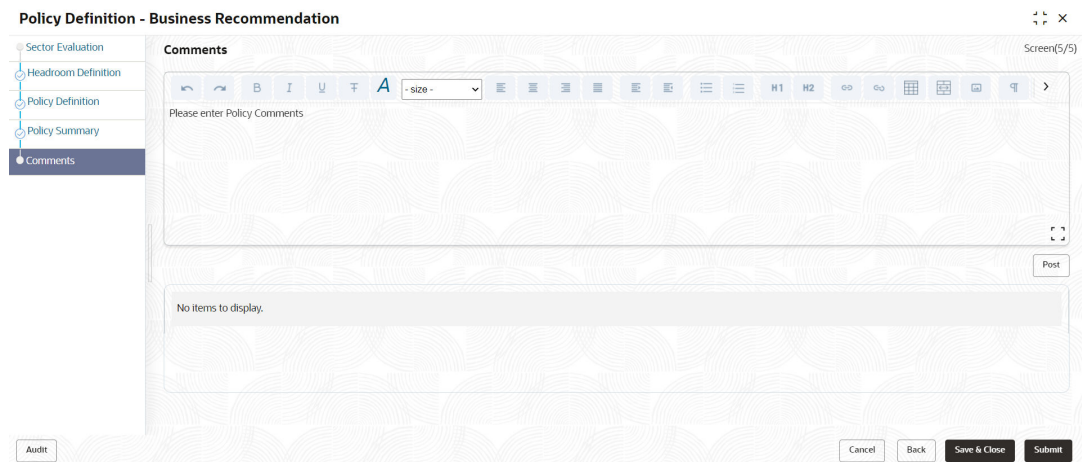 Policy Definition - Business Recommendation
Sector Evaluation
Headroom Definition
Policy Definition
Policy Summary
Comments
Comments
Screen(5/5)
B I U T A - size - H1 H2
Please enter Policy Comments
Post
No items to display.
Audit
Cancel Back Save & Close Submit